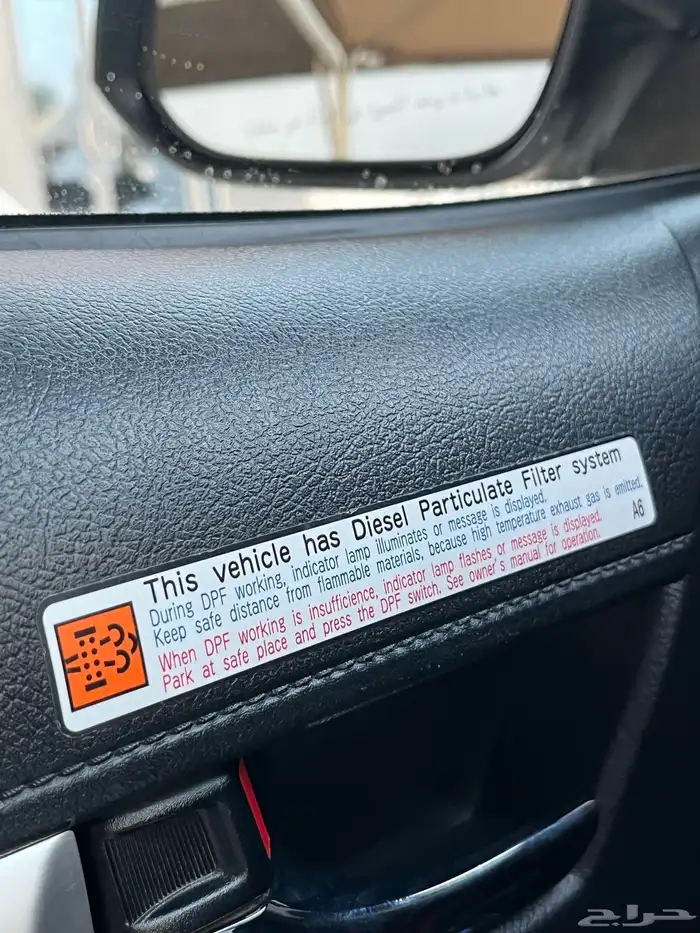 This vehicle has Diesel Particulate Filter system
During DPF working, indicator lamp illuminates or message is displayed.
Keep safe distance from flammable materials, because high temperature exhaust gas is emitted.
When DPF working is insufficience, indicator lamp flashes or message is displayed.
Park at safe place and press the DPF switch. See owner's manual for operation.
A6
حراج